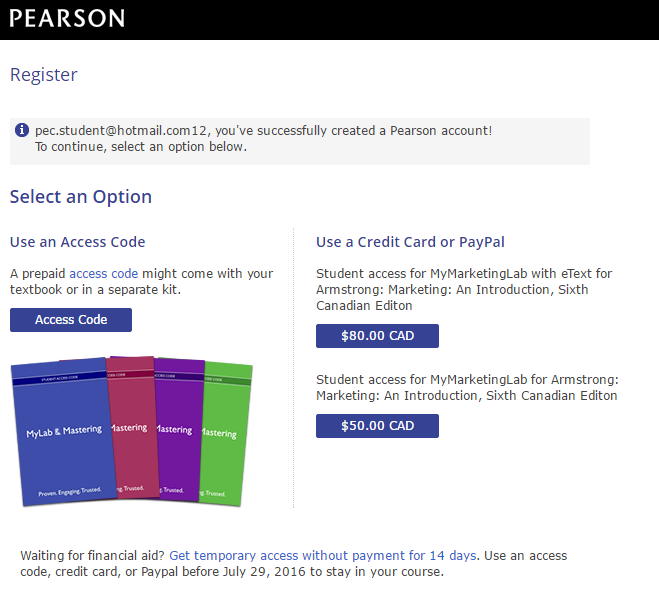 PEARSON
Register
pec.student@hotmail.com12, you've successfully created a Pearson account!
To continue, select an option below.
Select an Option
Use an Access Code
A prepaid access code might come with your
textbook or in a separate kit.
Access Code
STUDENT ACCESS CODE
MyLab & Mastering
Proven. Engaging. Trusted.
CESS CODE
Mastering
ng. Trusted.
CODE
Mastering
ng. Trusted.
Mastering
ng. Trusted.
Use a Credit Card or PayPal
Student access for MyMarketingLab with eText for
Armstrong: Marketing: An Introduction, Sixth
Canadian Editon
$80.00 CAD
Student access for MyMarketingLab for Armstrong:
Marketing: An Introduction, Sixth Canadian Editon
$50.00 CAD
Waiting for financial aid? Get temporary access without payment for 14 days. Use an access
code, credit card, or Paypal before July 29, 2016 to stay in your course.